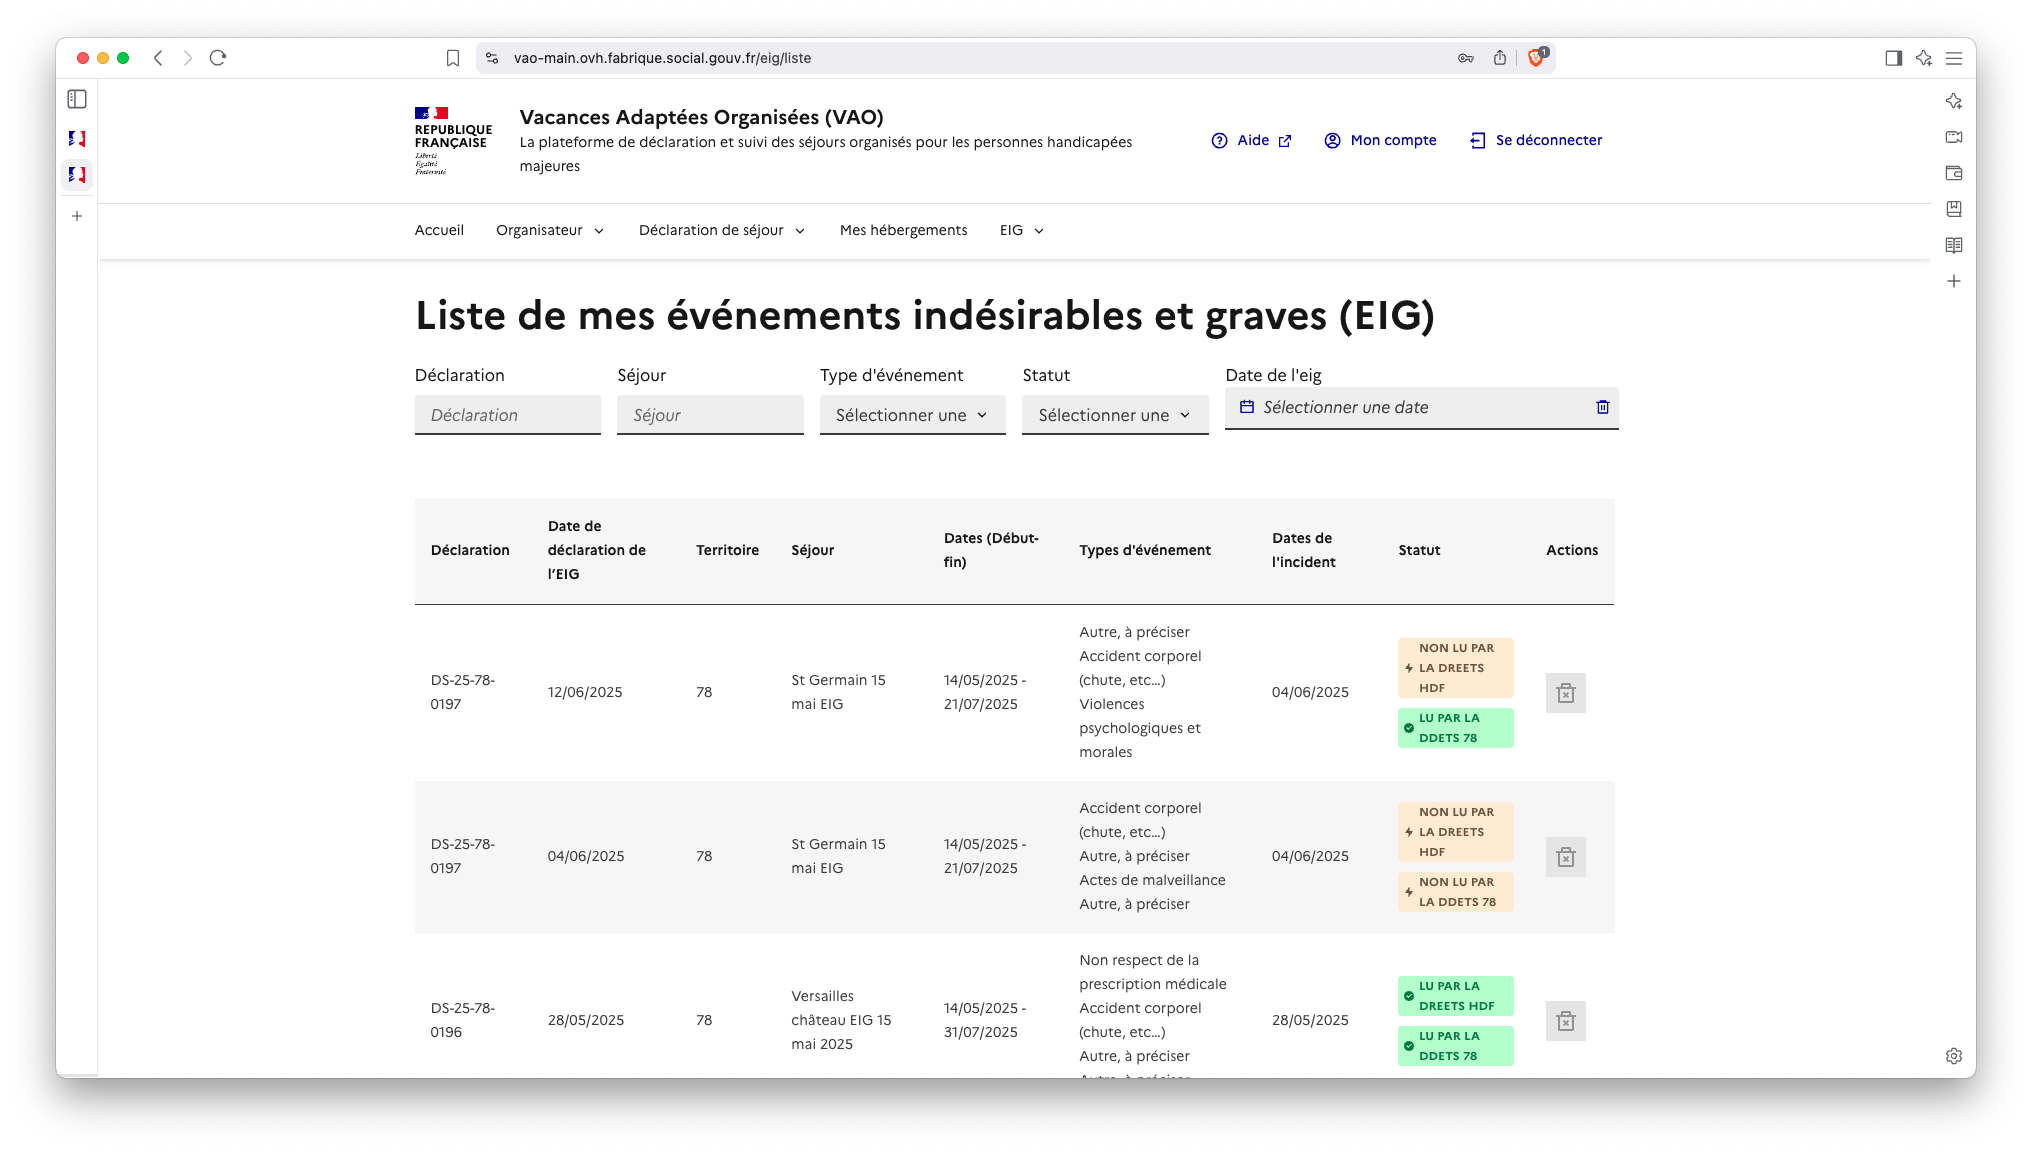 vao-main.ovh.fabrique.social.gouv.fr/eig/liste
1
RÉPUBLIQUE
FRANÇAISE
Liberté
Égalité
Fraternité
Vacances Adaptées Organisées (VAO)
La plateforme de déclaration et suivi des séjours organisés pour les personnes handicapées
majeures
Aide
Mon compte
Se déconnecter
Accueil
Organisateur
Déclaration de séjour
Mes hébergements
EIG
Liste de mes événements indésirables et graves (EIG)
Déclaration
Séjour
Type d'événement
Statut
Date de l'eig
Déclaration
Séjour
Sélectionner une
Sélectionner une
Sélectionner une date
Déclaration
Date de
déclaration de
l’EIG
Territoire
Séjour
Dates (Début-
fin)
Types d'événement
Dates de
l'incident
Statut
Actions
DS-25-78-
0197
12/06/2025
78
St Germain 15
mai EIG
14/05/2025 -
21/07/2025
Autre, à préciser
Accident corporel
(chute, etc…)
Violences
psychologiques et
morales
04/06/2025
NON LU PAR
LA DREETS
HDF
LU PAR LA
DDETS 78
DS-25-78-
0197
04/06/2025
78
St Germain 15
mai EIG
14/05/2025 -
21/07/2025
Accident corporel
(chute, etc…)
Autre, à préciser
Actes de malveillance
Autre, à préciser
04/06/2025
NON LU PAR
LA DREETS
HDF
NON LU PAR
LA DDETS 78
DS-25-78-
0196
28/05/2025
78
Versailles
château EIG 15
mai 2025
14/05/2025 -
31/07/2025
Non respect de la
prescription médicale
Accident corporel
(chute, etc…)
Autre, à préciser
Autre, à préciser
28/05/2025
LU PAR LA
DREETS HDF
LU PAR LA
DDETS 78